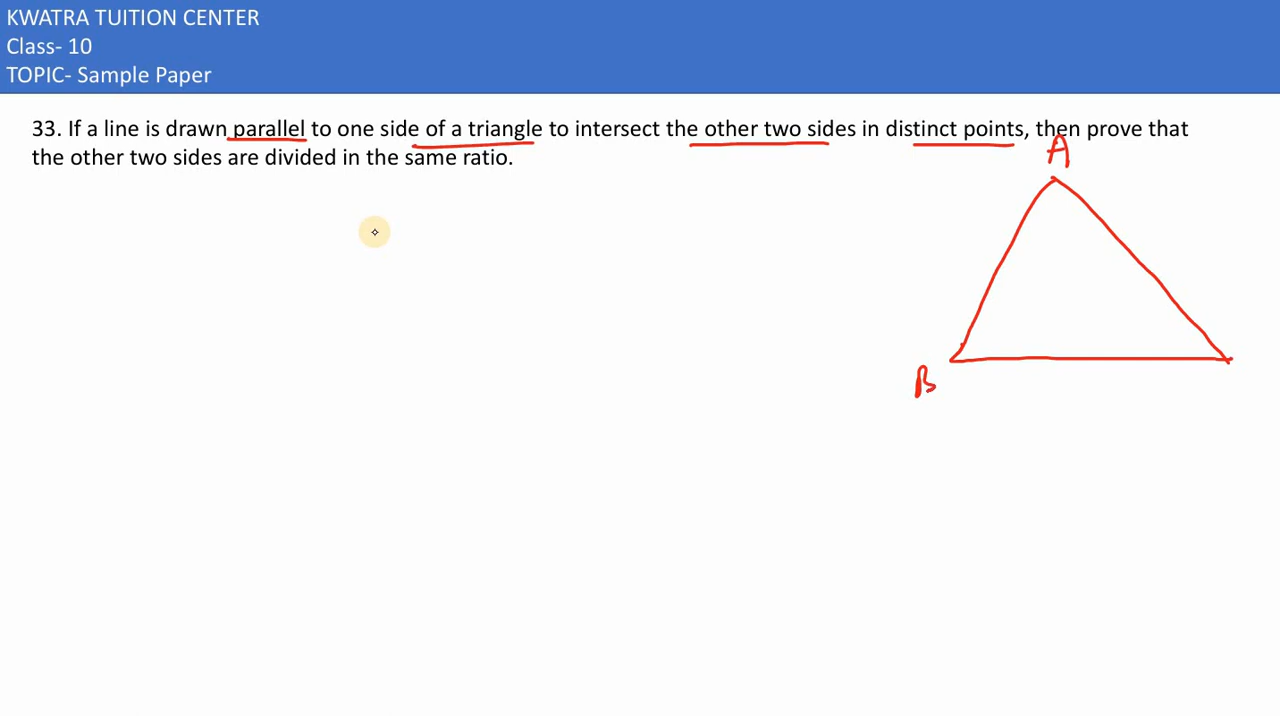 KWATRA TUITION CENTER
Class- 10
TOPIC- Sample Paper
33. If a line is drawn parallel to one side of a triangle to intersect the other two sides in distinct points, then prove that
the other two sides are divided in the same ratio.
A
B